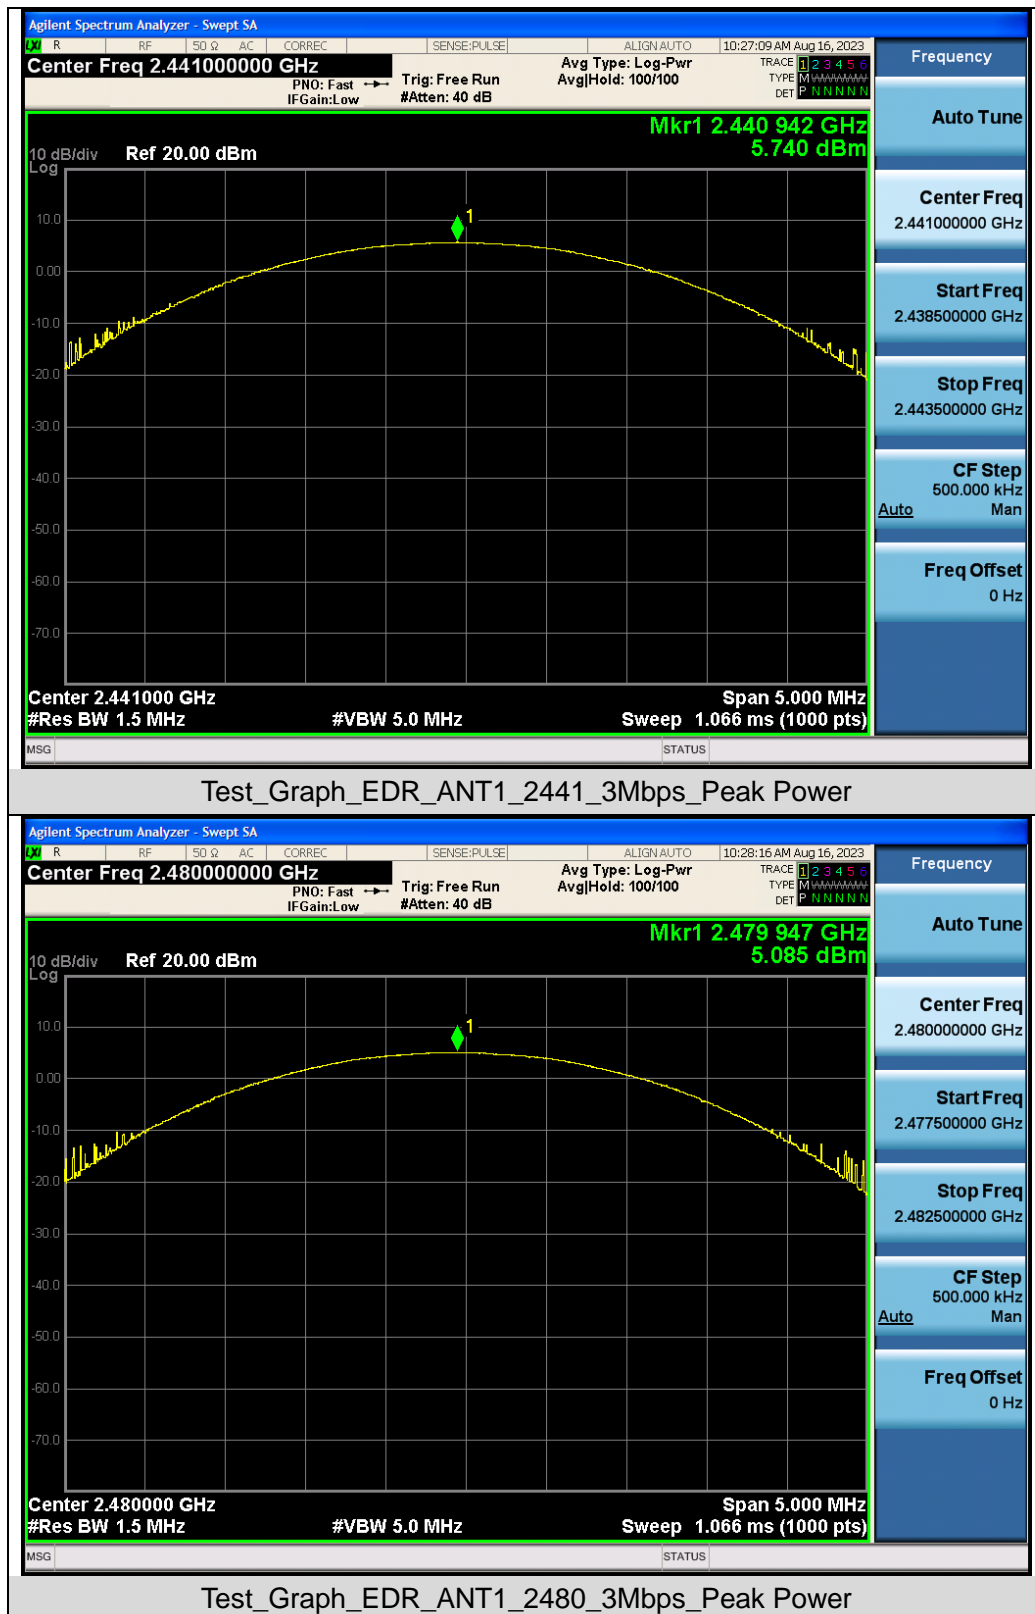 Agilent Spectrum Analyzer - Swept SA
LXI R RF 50 Ω AC CORREC SENSE:PULSE ALIGN AUTO 10:27:09 AM Aug 16, 2023
Center Freq 2.441000000 GHz
PNO: Fast
IFGain:Low
Trig: Free Run
#Atten: 40 dB
Avg Type: Log-Pwr
Avg|Hold: 100/100
TRACE 1 2 3 4 5 6
TYPE M
DET P N N N N N
Mkr1 2.440 942 GHz
5.740 dBm
10 dB/div
Log
Ref 20.00 dBm
1
10.0
0.00
-10.0
-20.0
-30.0
-40.0
-50.0
-60.0
-70.0
Center 2.441000 GHz
#Res BW 1.5 MHz
#VBW 5.0 MHz
Span 5.000 MHz
Sweep 1.066 ms (1000 pts)
MSG
STATUS
Frequency
Auto Tune
Center Freq
2.441000000 GHz
Start Freq
2.438500000 GHz
Stop Freq
2.443500000 GHz
CF Step
500.000 kHz
Auto Man
Freq Offset
0 Hz
Test_Graph_EDR_ANT1_2441_3Mbps_Peak Power
Agilent Spectrum Analyzer - Swept SA
LXI R RF 50 Ω AC CORREC SENSE:PULSE ALIGN AUTO 10:28:16 AM Aug 16, 2023
Center Freq 2.480000000 GHz
PNO: Fast
IFGain:Low
Trig: Free Run
#Atten: 40 dB
Avg Type: Log-Pwr
Avg|Hold: 100/100
TRACE 1 2 3 4 5 6
TYPE M
DET P N N N N N
Mkr1 2.479 947 GHz
5.085 dBm
10 dB/div
Log
Ref 20.00 dBm
1
10.0
0.00
-10.0
-20.0
-30.0
-40.0
-50.0
-60.0
-70.0
Center 2.480000 GHz
#Res BW 1.5 MHz
#VBW 5.0 MHz
Span 5.000 MHz
Sweep 1.066 ms (1000 pts)
MSG
STATUS
Frequency
Auto Tune
Center Freq
2.480000000 GHz
Start Freq
2.477500000 GHz
Stop Freq
2.482500000 GHz
CF Step
500.000 kHz
Auto Man
Freq Offset
0 Hz
Test_Graph_EDR_ANT1_2480_3Mbps_Peak Power